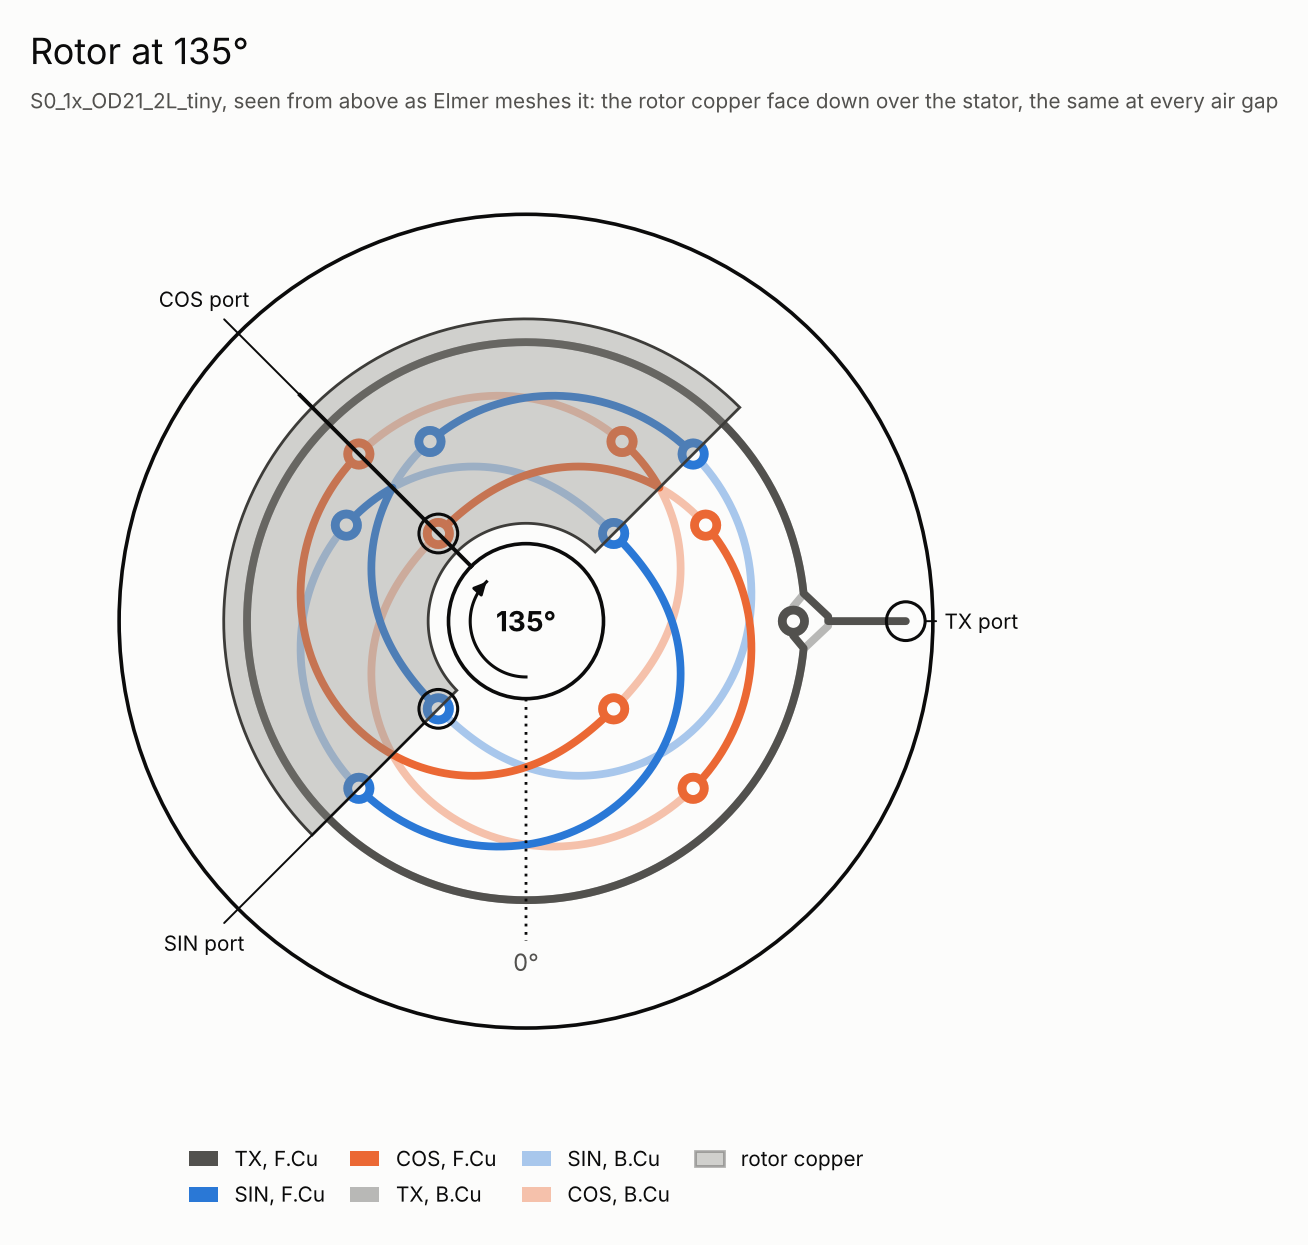 Rotor at 135°
S0_1x_OD21_2L_tiny, seen from above as Elmer meshes it: the rotor copper face down over the stator, the same at every air gap
COS port
135°
TX port
SIN port
0°
TX, F.Cu
COS, F.Cu
SIN, B.Cu
rotor copper
SIN, F.Cu
TX, B.Cu
COS, B.Cu